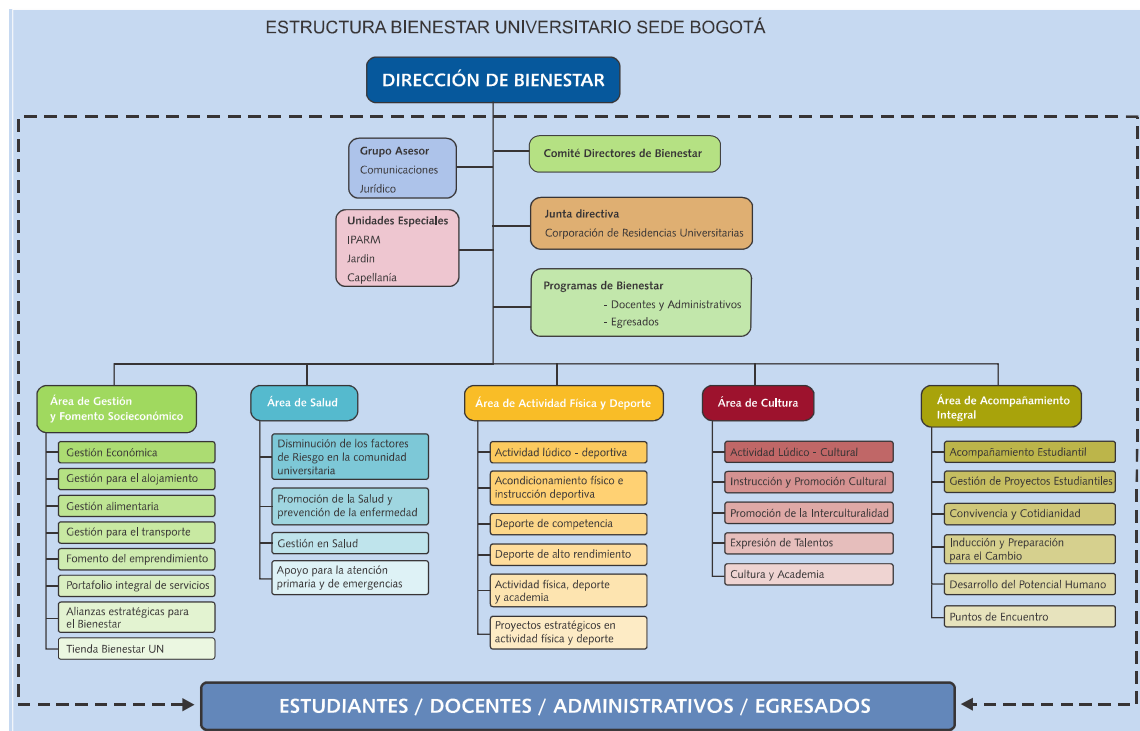 ESTRUCTURA BIENESTAR UNIVERSITARIO SEDE BOGOTÁ
DIRECCIÓN DE BIENESTAR
Grupo Asesor
Comunicaciones
Jurídico
Comité Directores de Bienestar
Unidades Especiales
IPARM
Jardin
Capellanía
Junta directiva
Corporación de Residencias Universitarias
Programas de Bienestar
- Docentes y Administrativos
- Egresados
Área de Gestión
y Fomento Socieconómico
Gestión Económica
Gestión para el alojamiento
Gestión alimentaria
Gestión para el transporte
Fomento del emprendimiento
Portafolio integral de servicios
Alianzas estratégicas para
el Bienestar
Tienda Bienestar UN
Área de Salud
Disminución de los factores
de Riesgo en la comunidad
universitaria
Promoción de la Salud y
prevención de la enfermedad
Gestión en Salud
Apoyo para la atención
primaria y de emergencias
Área de Actividad Física y Deporte
Actividad lúdico - deportiva
Acondicionamiento físico e
instrucción deportiva
Deporte de competencia
Deporte de alto rendimiento
Actividad física, deporte
y academia
Proyectos estratégicos en
actividad física y deporte
Área de Cultura
Actividad Lúdico - Cultural
Instrucción y Promoción Cultural
Promoción de la Interculturalidad
Expresión de Talentos
Cultura y Academia
Área de Acompañamiento
Integral
Acompañamiento Estudiantil
Gestión de Proyectos Estudiantiles
Convivencia y Cotidianidad
Inducción y Preparación
para el Cambio
Desarrollo del Potencial Humano
Puntos de Encuentro
ESTUDIANTES / DOCENTES / ADMINISTRATIVOS / EGRESADOS